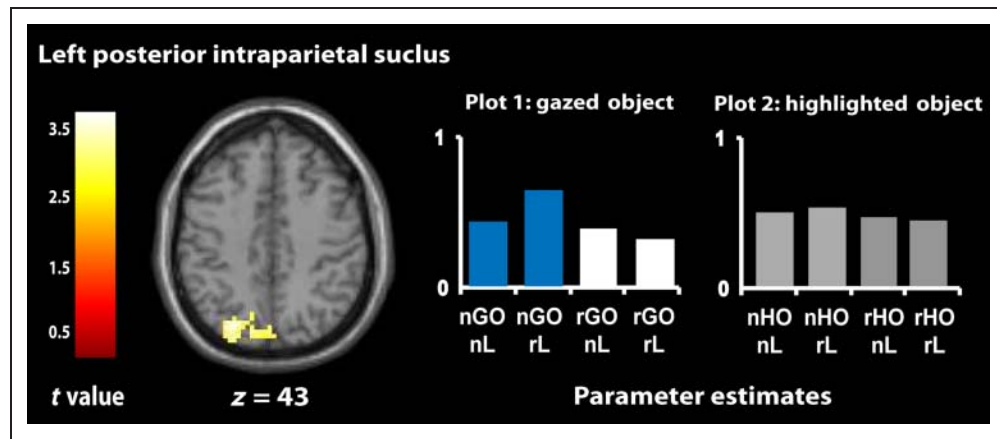 Left posterior intraparietal suclus
3.5
2.5
1.5
0.5
t value
z = 43
Plot 1: gazed object
1
0
nGO nGO rGO rGO
nL rL nL rL
Plot 2: highlighted object
1
0
nHO nHO rHO rHO
nL rL nL rL
Parameter estimates